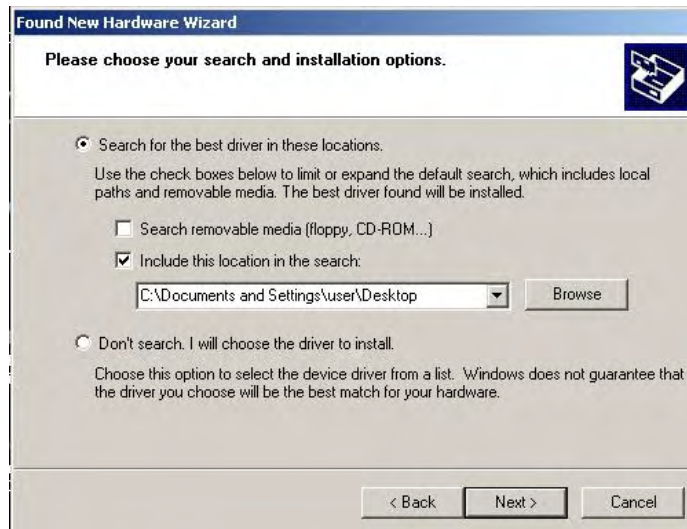 Found New Hardware Wizard
Please choose your search and installation options.
Search for the best driver in these locations.
Use the check boxes below to limit or expand the default search, which includes local
paths and removable media. The best driver found will be installed.
Search removable media (floppy, CD-ROM...)
Include this location in the search:
C:\Documents and Settings\user\Desktop
Browse
Don't search. I will choose the driver to install.
Choose this option to select the device driver from a list. Windows does not guarantee that
the driver you choose will be the best match for your hardware.
< Back
Next >
Cancel